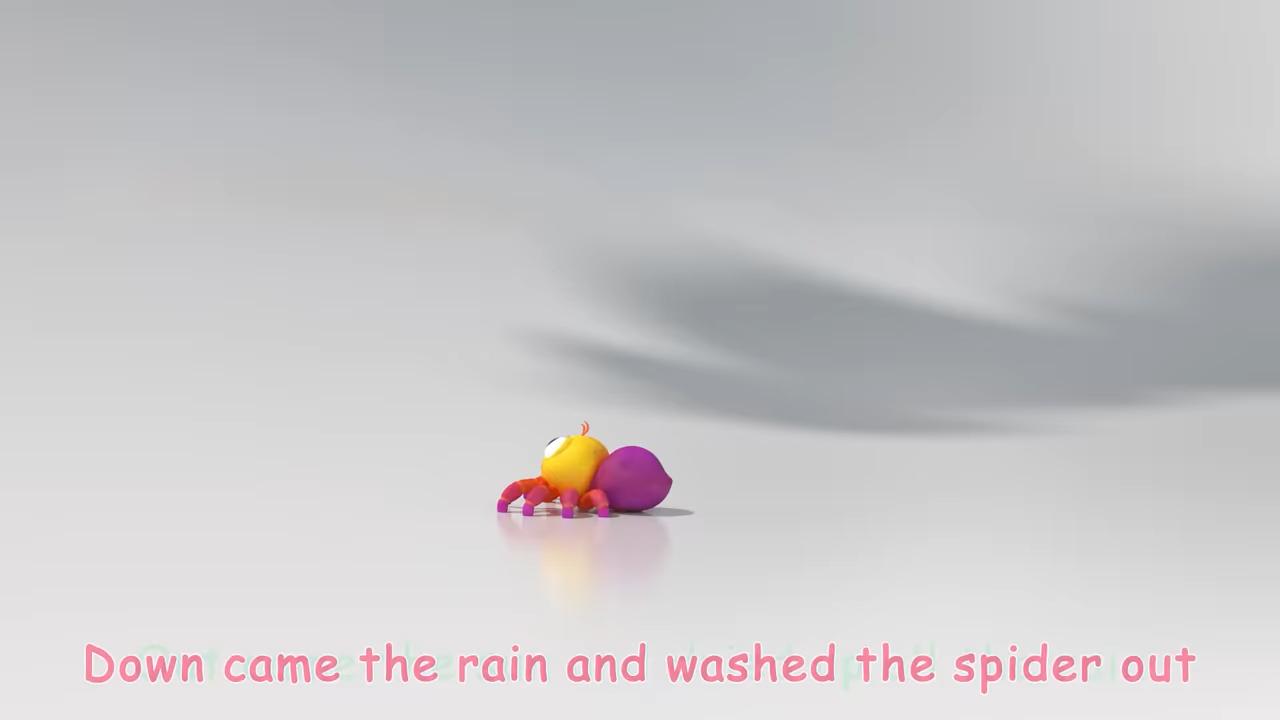 Down came the rain and washed the spider out